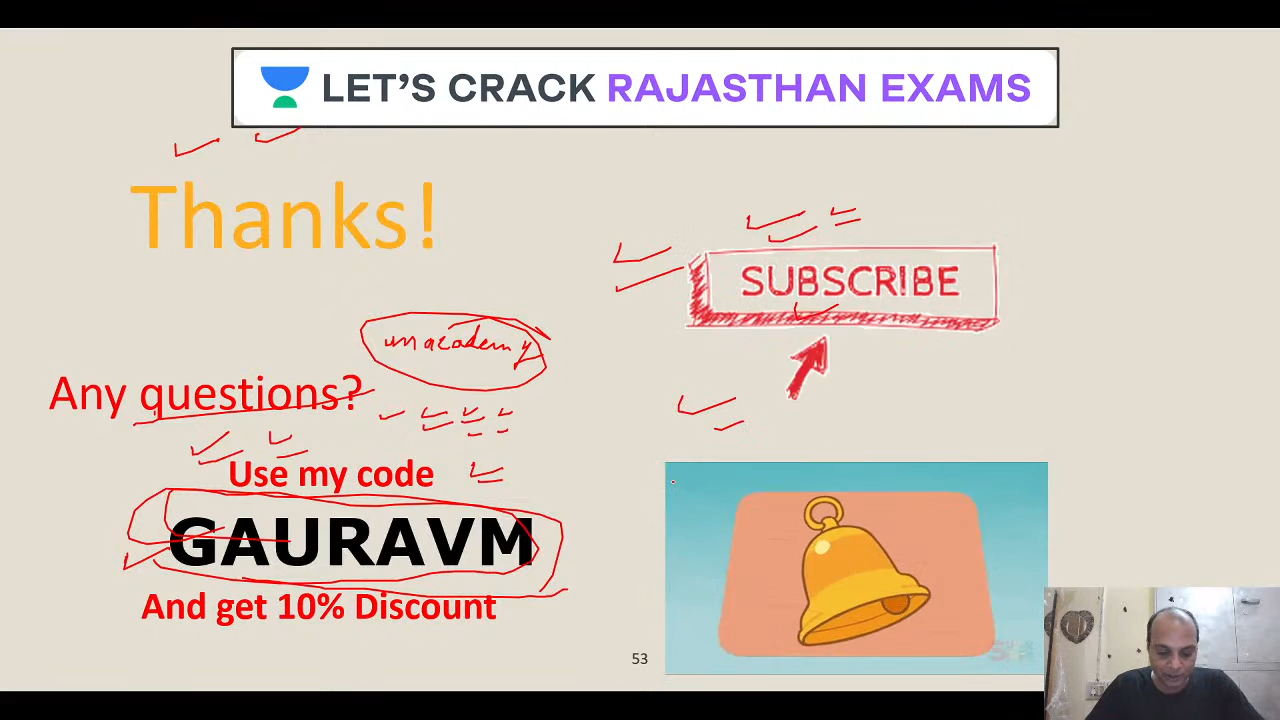 LET'S CRACK RAJASTHAN EXAMS
Thanks!
SUBSCRIBE
unacademy
Any questions?
Use my code
GAURAVM
And get 10% Discount
53